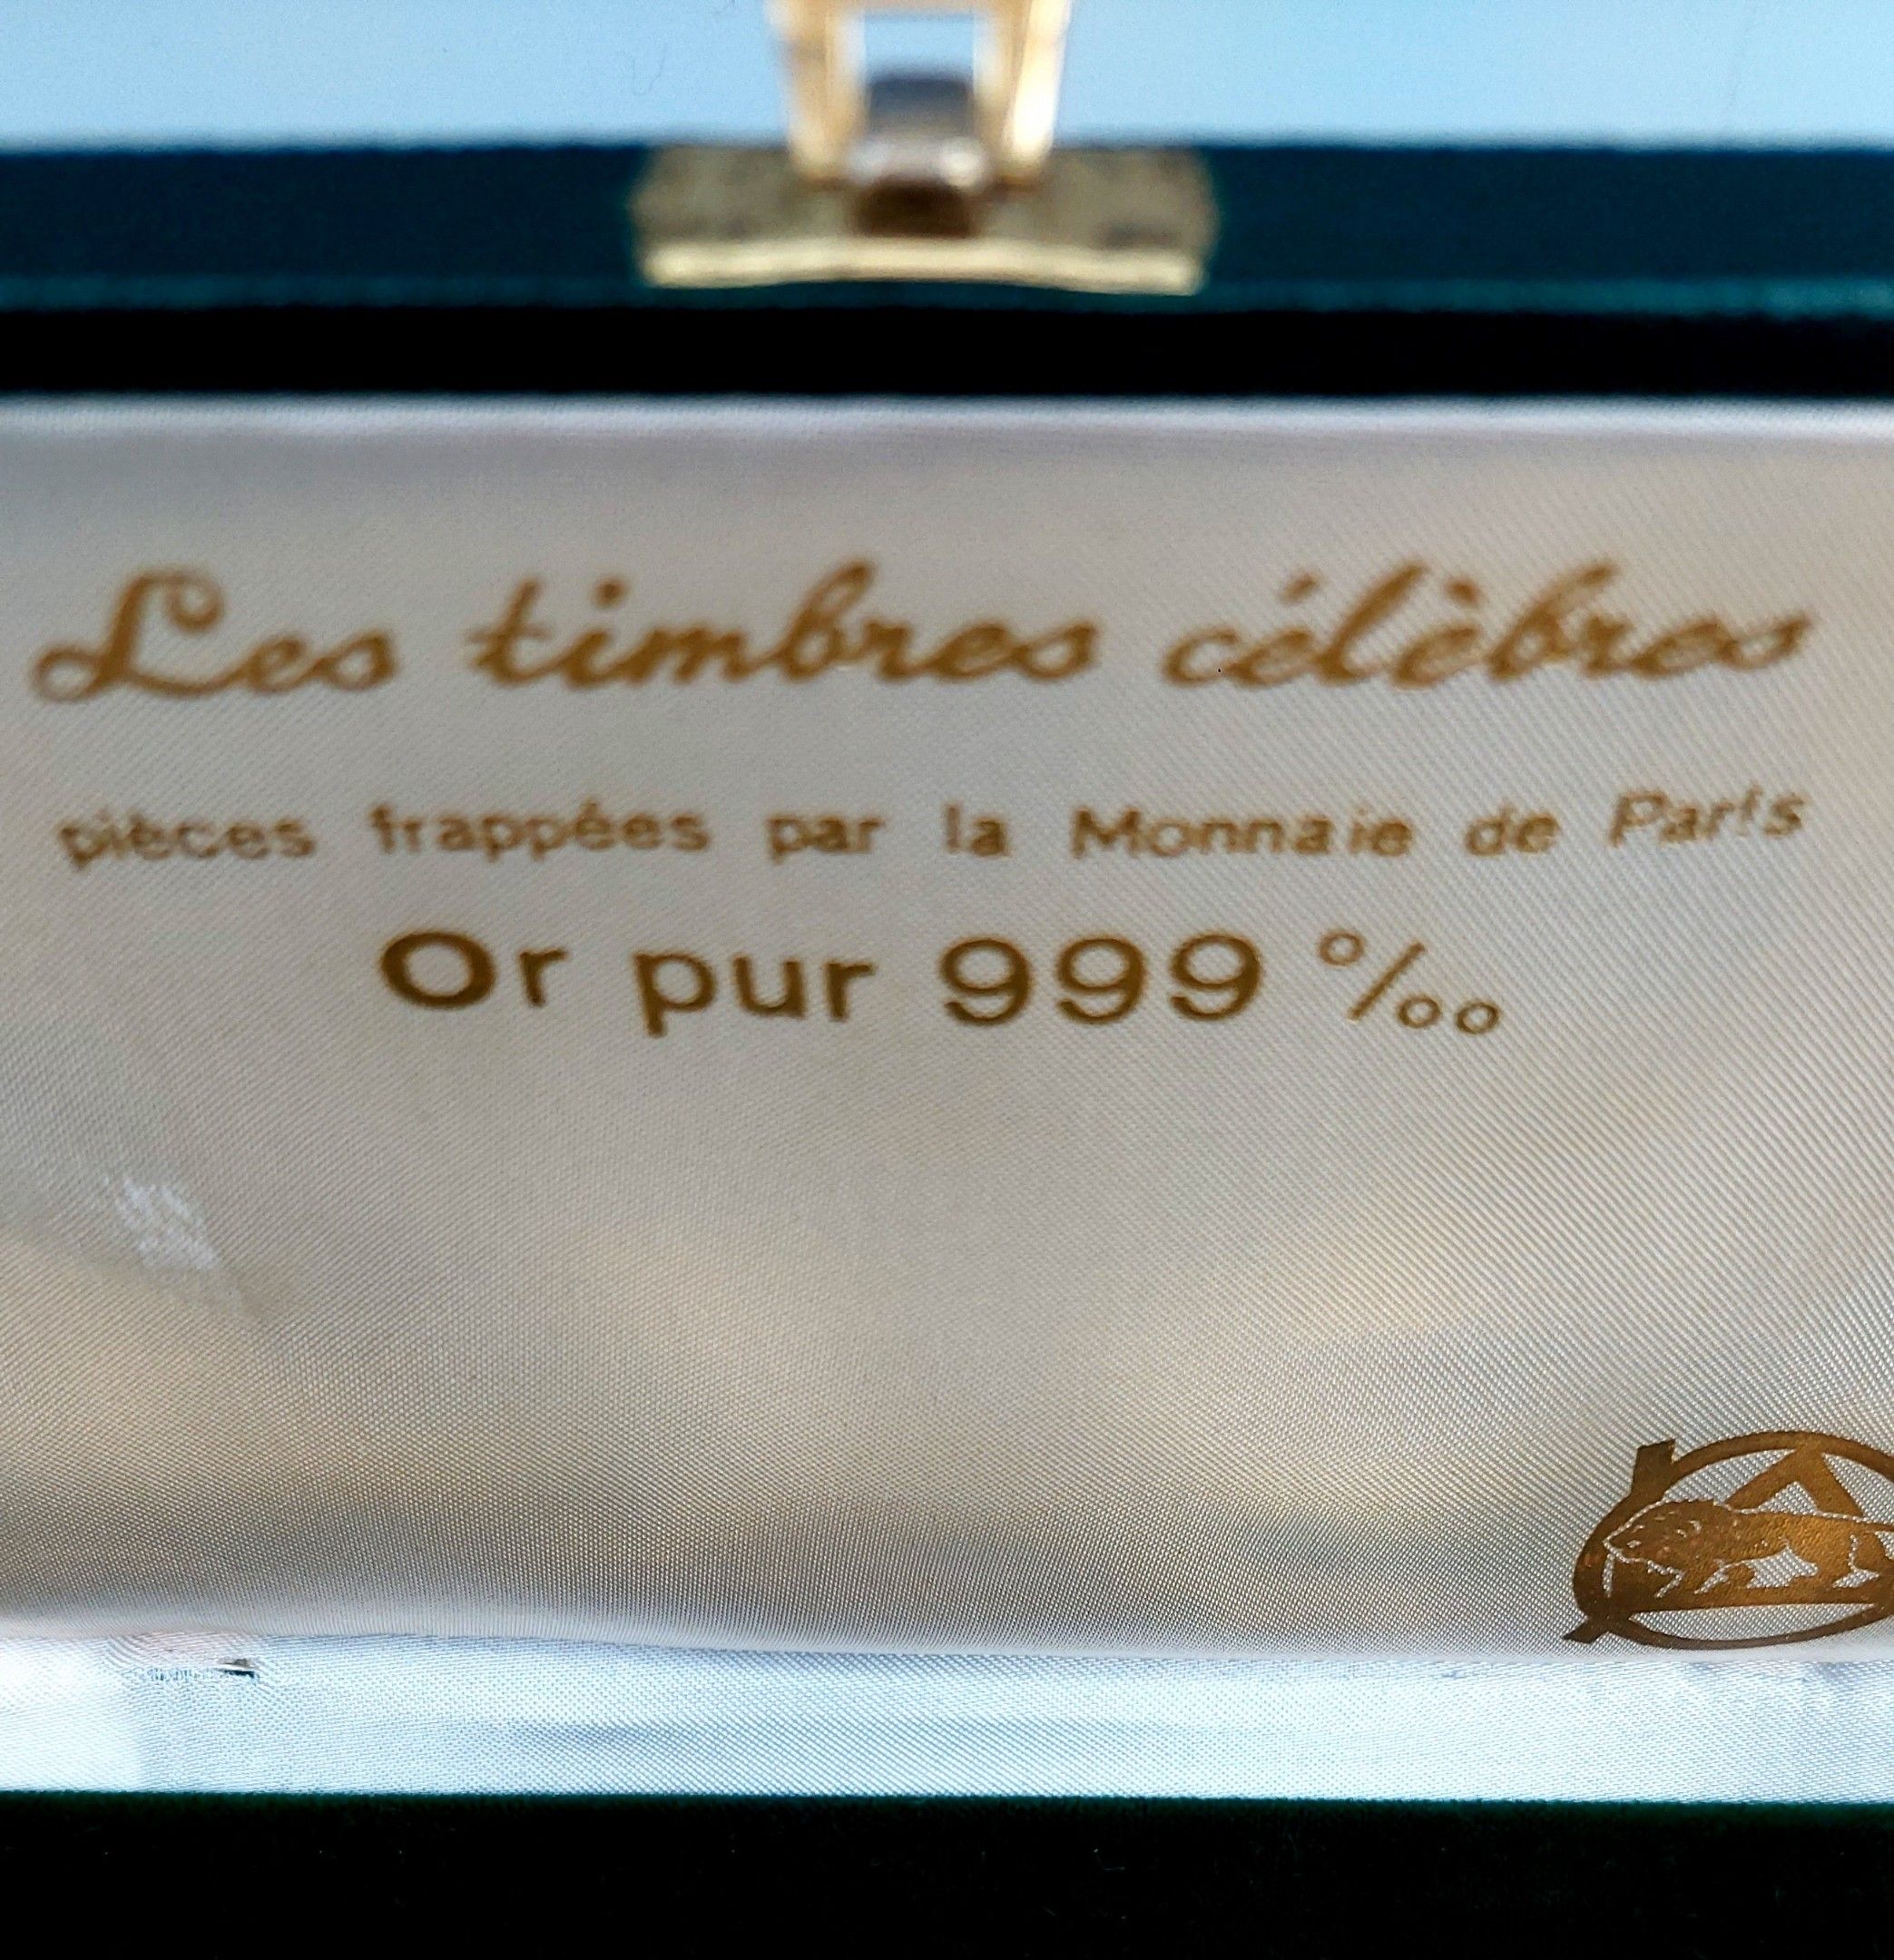 Les timbres célèbres
pièces frappées par la Monnaie de Paris
Or pur 999 ‰